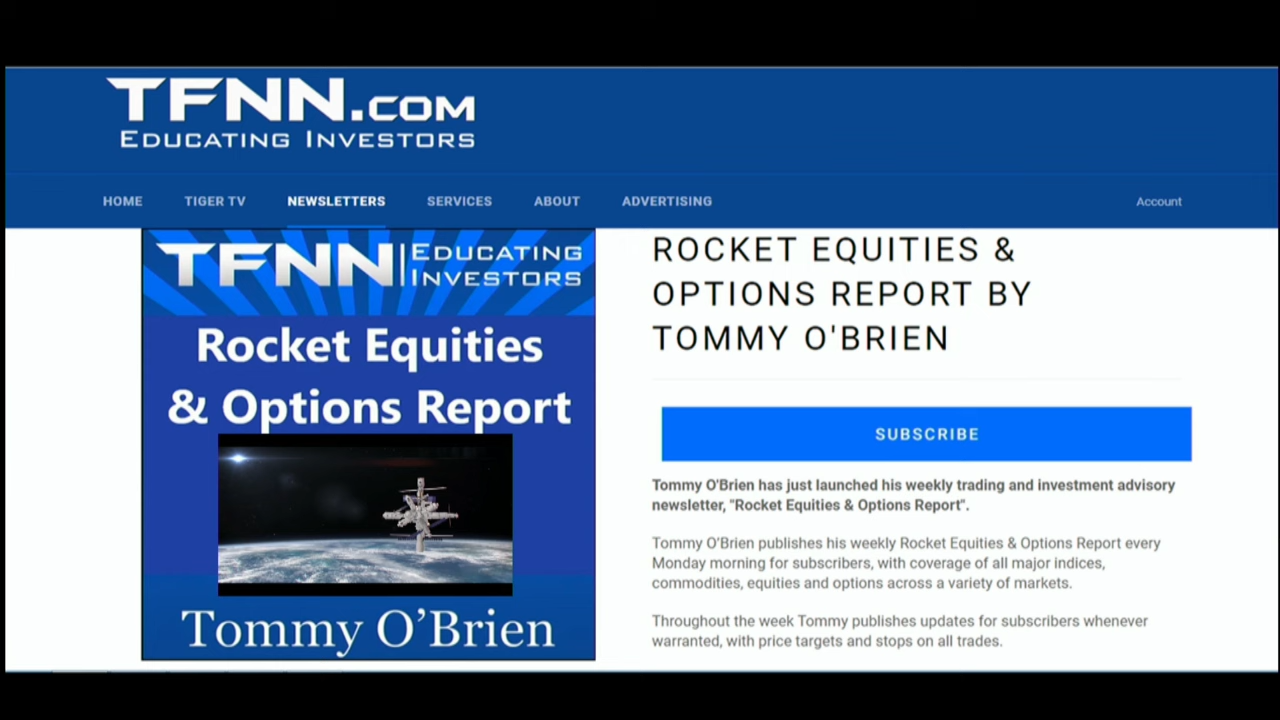 TFNN.COM
EDUCATING INVESTORS
HOME TIGER TV NEWSLETTERS SERVICES ABOUT ADVERTISING Account
TFNN EDUCATING
INVESTORS
Rocket Equities
& Options Report
Tommy O’Brien
ROCKET EQUITIES &
OPTIONS REPORT BY
TOMMY O'BRIEN
SUBSCRIBE
Tommy O'Brien has just launched his weekly trading and investment advisory
newsletter, "Rocket Equities & Options Report".
Tommy O'Brien publishes his weekly Rocket Equities & Options Report every
Monday morning for subscribers, with coverage of all major indices,
commodities, equities and options across a variety of markets.
Throughout the week Tommy publishes updates for subscribers whenever
warranted, with price targets and stops on all trades.